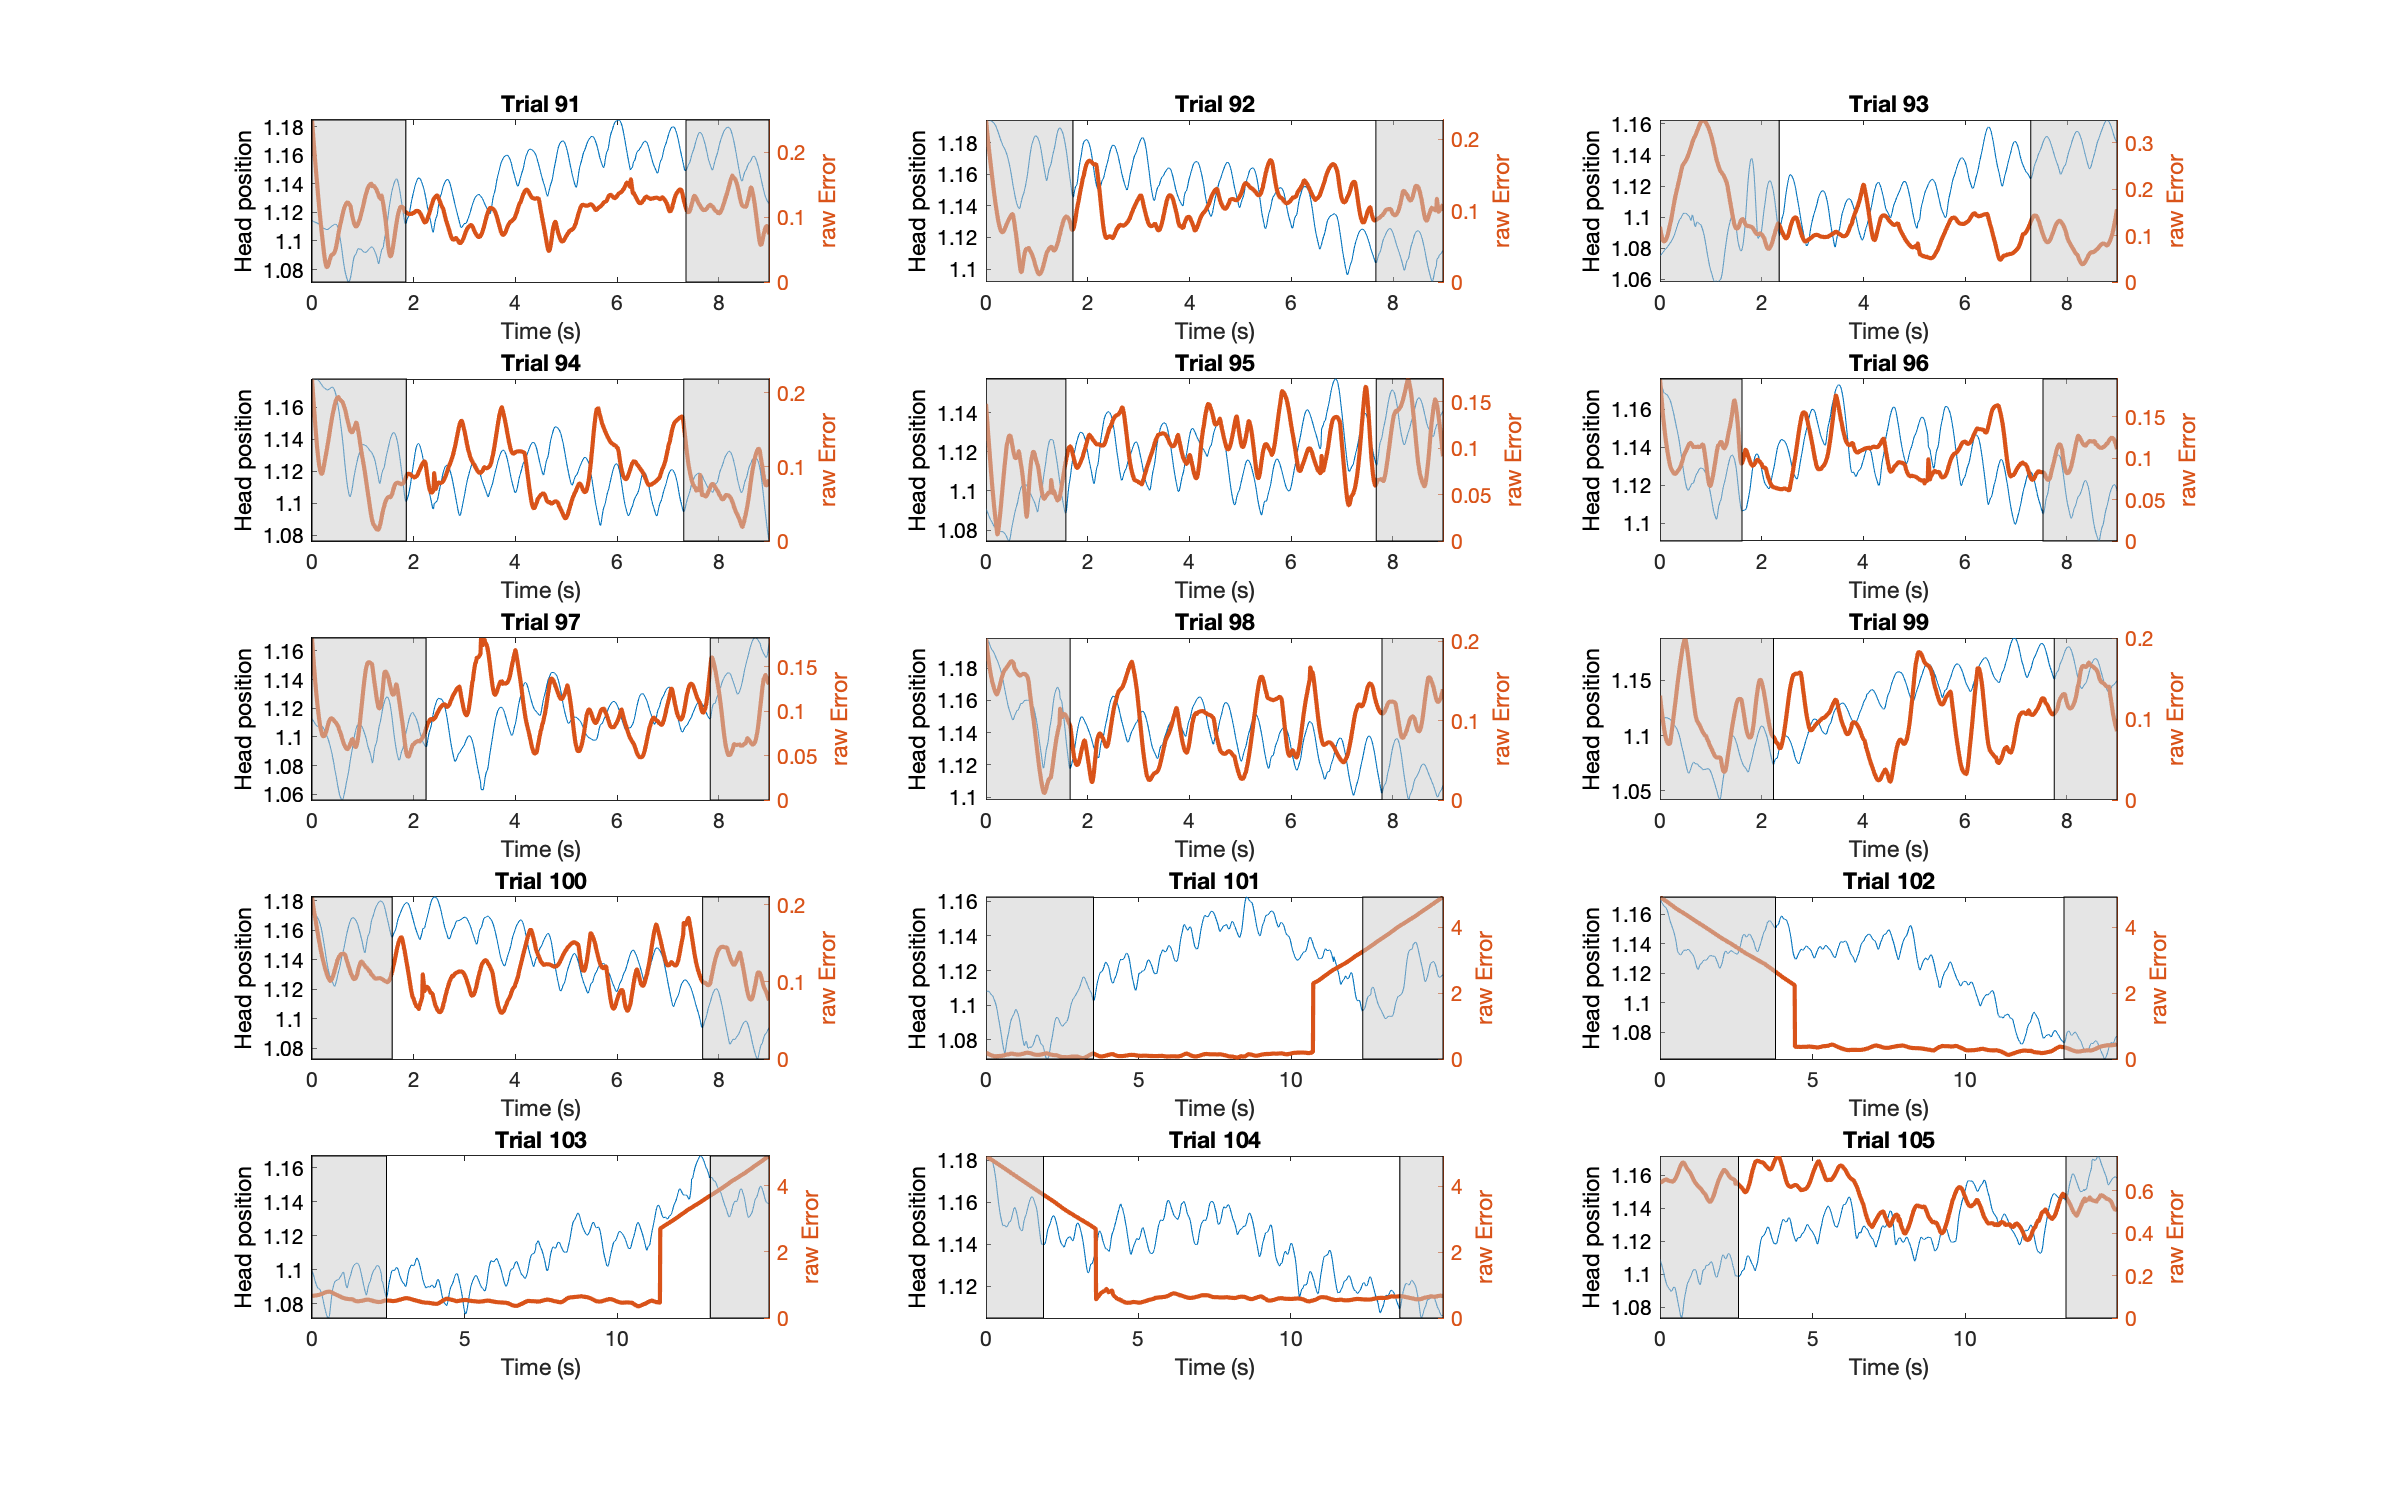 Trial 91
Head position
1.18
1.16
1.14
1.12
1.1
1.08
0.2
0.1
0
raw Error
0 2 4 6 8
Time (s)
Trial 92
Head position
1.18
1.16
1.14
1.12
1.1
0.2
0.1
0
raw Error
0 2 4 6 8
Time (s)
Trial 93
Head position
1.16
1.14
1.12
1.1
1.08
1.06
0.3
0.2
0.1
0
raw Error
0 2 4 6 8
Time (s)
Trial 94
Head position
1.16
1.14
1.12
1.1
1.08
0.2
0.1
0
raw Error
0 2 4 6 8
Time (s)
Trial 95
Head position
1.14
1.12
1.1
1.08
0.15
0.1
0.05
0
raw Error
0 2 4 6 8
Time (s)
Trial 96
Head position
1.16
1.14
1.12
1.1
0.15
0.1
0.05
0
raw Error
0 2 4 6 8
Time (s)
Trial 97
Head position
1.16
1.14
1.12
1.1
1.08
1.06
0.15
0.1
0.05
0
raw Error
0 2 4 6 8
Time (s)
Trial 98
Head position
1.18
1.16
1.14
1.12
1.1
0.2
0.1
0
raw Error
0 2 4 6 8
Time (s)
Trial 99
Head position
1.15
1.1
1.05
0.2
0.1
0
raw Error
0 2 4 6 8
Time (s)
Trial 100
Head position
1.18
1.16
1.14
1.12
1.1
1.08
0.2
0.1
0
raw Error
0 2 4 6 8
Time (s)
Trial 101
Head position
1.16
1.14
1.12
1.1
1.08
4
2
0
raw Error
0 5 10
Time (s)
Trial 102
Head position
1.16
1.14
1.12
1.1
1.08
4
2
0
raw Error
0 5 10
Time (s)
Trial 103
Head position
1.16
1.14
1.12
1.1
1.08
4
2
0
raw Error
0 5 10
Time (s)
Trial 104
Head position
1.18
1.16
1.14
1.12
4
2
0
raw Error
0 5 10
Time (s)
Trial 105
Head position
1.16
1.14
1.12
1.1
1.08
0.6
0.4
0.2
0
raw Error
0 5 10
Time (s)